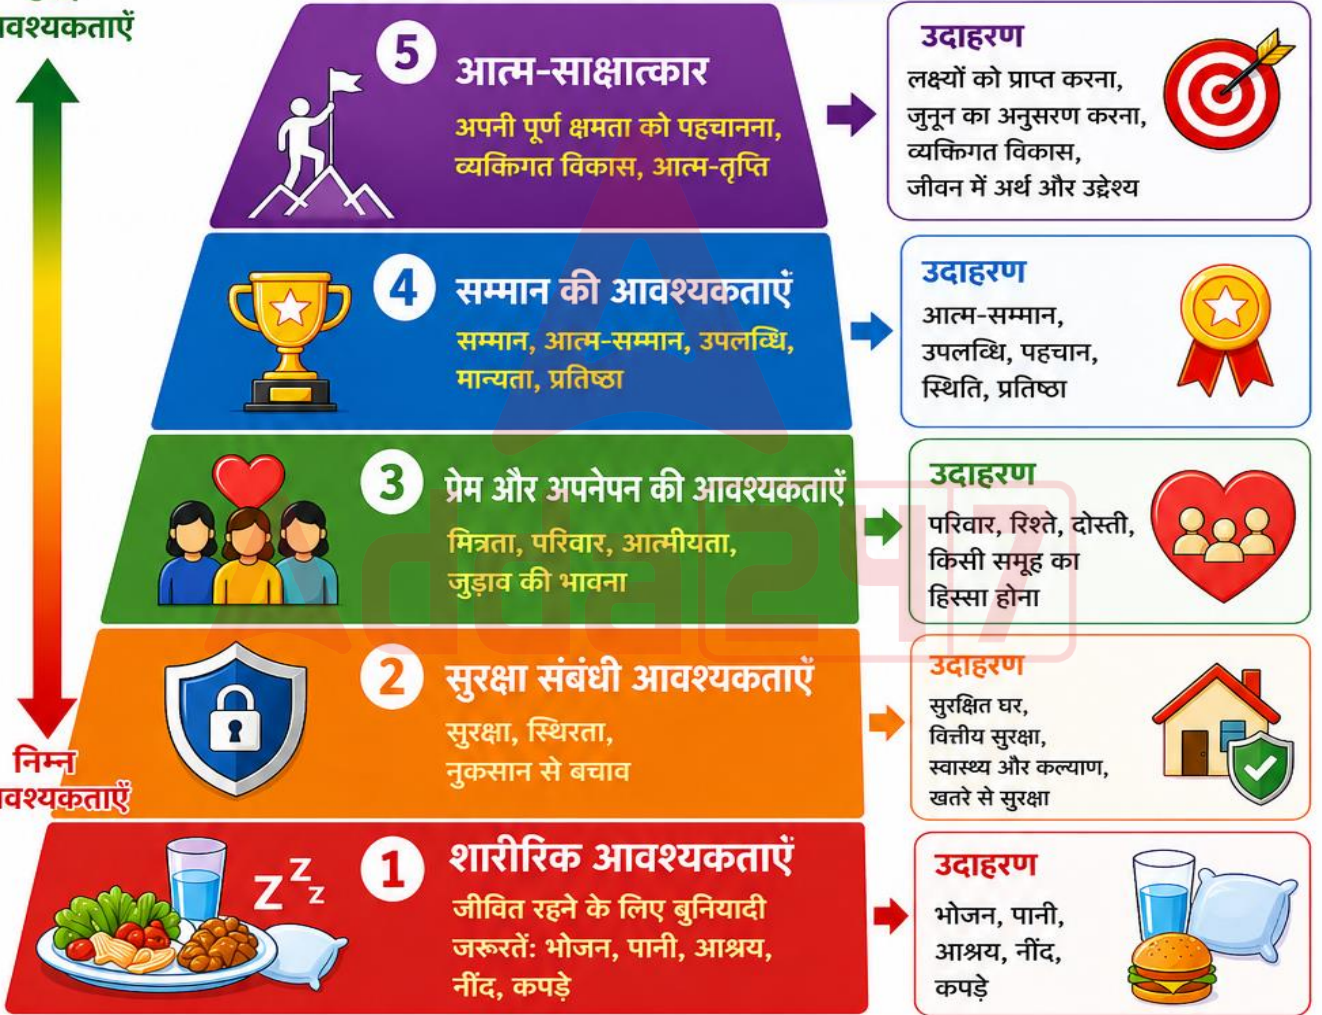 आवश्यकताएँ
5
आत्म-साक्षात्कार
अपनी पूर्ण क्षमता को पहचानना,
व्यक्तिगत विकास, आत्म-तृप्ति
उदाहरण
लक्ष्यों को प्राप्त करना,
जुनून का अनुसरण करना,
व्यक्तिगत विकास,
जीवन में अर्थ और उद्देश्य
4
सम्मान की आवश्यकताएँ
सम्मान, आत्म-सम्मान, उपलब्धि,
मान्यता, प्रतिष्ठा
उदाहरण
आत्म-सम्मान,
उपलब्धि, पहचान,
स्थिति, प्रतिष्ठा
3
प्रेम और अपनेपन की आवश्यकताएँ
मित्रता, परिवार, आत्मीयता,
जुड़ाव की भावना
उदाहरण
परिवार, रिश्ते, दोस्ती,
किसी समूह का
हिस्सा होना
Adda247
2
सुरक्षा संबंधी आवश्यकताएँ
सुरक्षा, स्थिरता,
नुकसान से बचाव
उदाहरण
सुरक्षित घर,
वित्तीय सुरक्षा,
स्वास्थ्य और कल्याण,
खतरे से सुरक्षा
निम्न
वश्यकताएँ
1
शारीरिक आवश्यकताएँ
जीवित रहने के लिए बुनियादी
जरूरतें: भोजन, पानी, आश्रय,
नींद, कपड़े
z z z
उदाहरण
भोजन, पानी,
आश्रय, नींद,
कपड़े